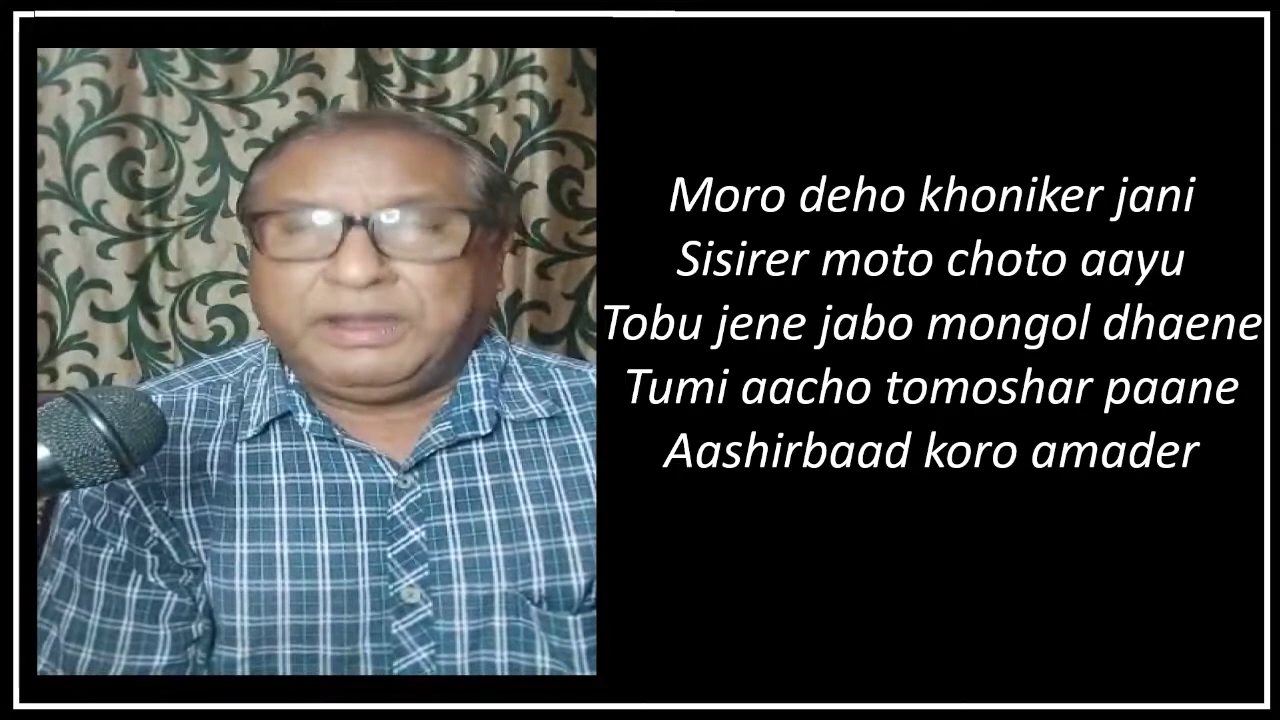 Moro deho khoniker jani
Sisirer moto choto aayu
Tobu jene jabo mongol dhaene
Tumi aacho tomoshar paane
Aashirbaad koro amader